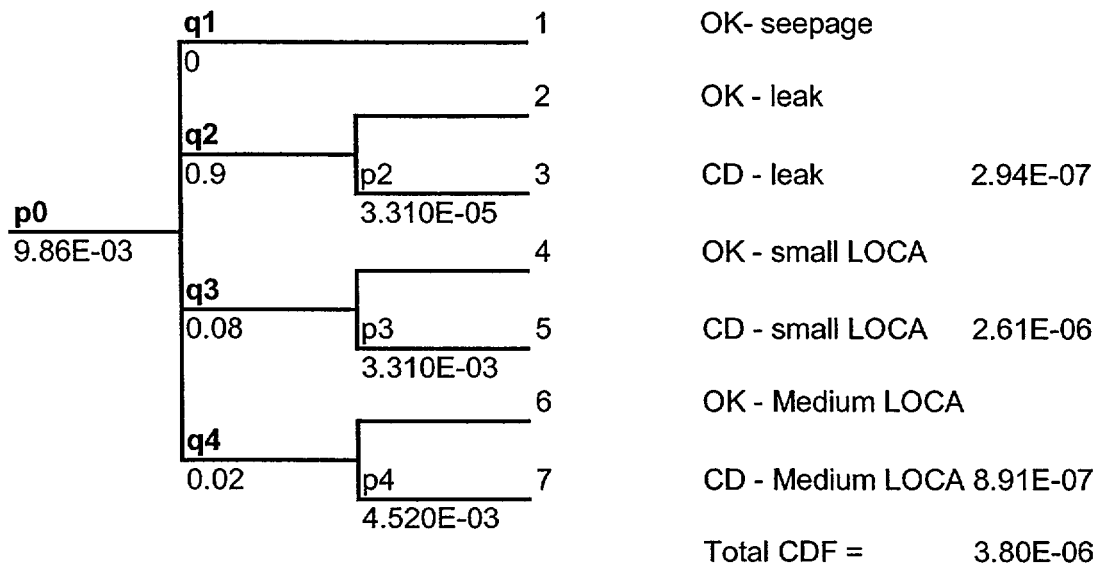 q1 1 OK- seepage
0
2 OK - leak
q2
0.9 p2 3 CD - leak 2.94E-07
p0 3.310E-05
9.86E-03 4 OK - small LOCA
q3
0.08 p3 5 CD - small LOCA 2.61E-06
3.310E-03
6 OK - Medium LOCA
q4
0.02 p4 7 CD - Medium LOCA 8.91E-07
4.520E-03
Total CDF = 3.80E-06